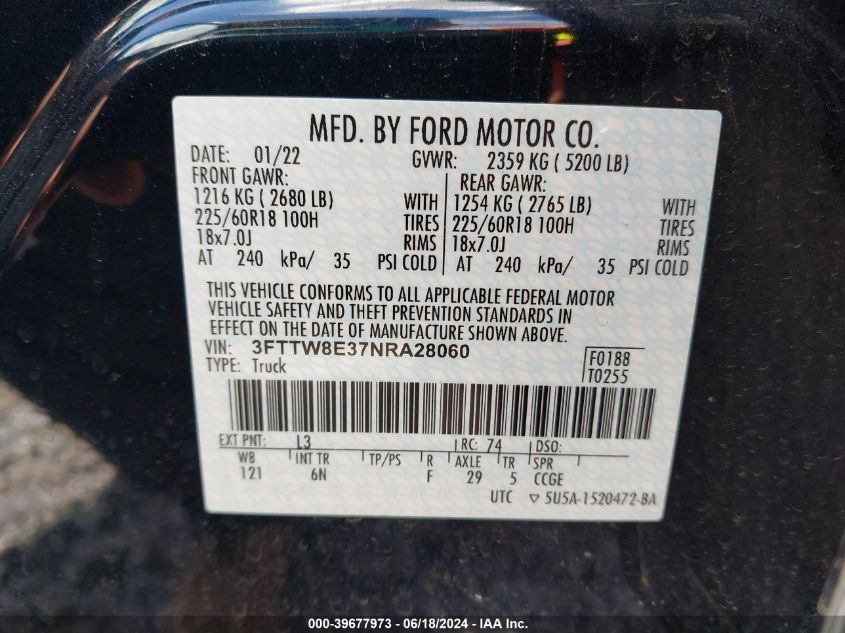 MFD. BY FORD MOTOR CO.
DATE: 01/22 GVWR: 2359 KG ( 5200 LB)
FRONT GAWR: REAR GAWR:
1216 KG ( 2680 LB) WITH 1254 KG ( 2765 LB) WITH
225/60R18 100H TIRES 225/60R18 100H TIRES
18x7.0J RIMS 18x7.0J RIMS
AT 240 kPa/ 35 PSI COLD AT 240 kPa/ 35 PSI COLD
THIS VEHICLE CONFORMS TO ALL APPLICABLE FEDERAL MOTOR
VEHICLE SAFETY AND THEFT PREVENTION STANDARDS IN
EFFECT ON THE DATE OF MANUFACTURE SHOWN ABOVE.
VIN: 3FTTW8E37NRA28060 F0188
TYPE: Truck T0255
EXT PNT: L3 RC: 74 DSO:
WB INT TR TP/PS R AXLE TR SPR
121 6N F 29 5 CCGE
UTC ▽ 5U5A-1520472-BA
000-39677973 - 06/18/2024 - IAA Inc.